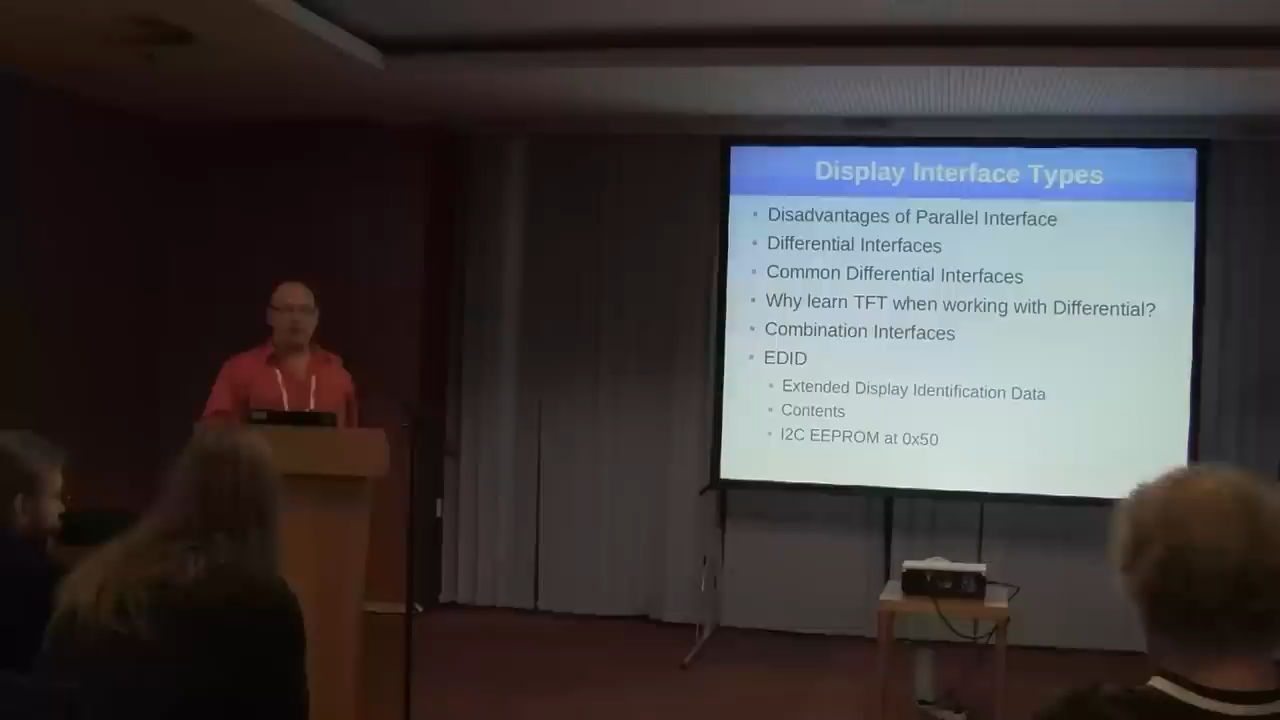 Display Interface Types
Disadvantages of Parallel Interface
Differential Interfaces
Common Differential Interfaces
Why learn TFT when working with Differential?
Combination Interfaces
EDID
Extended Display Identification Data
Contents
I2C EEPROM at 0x50